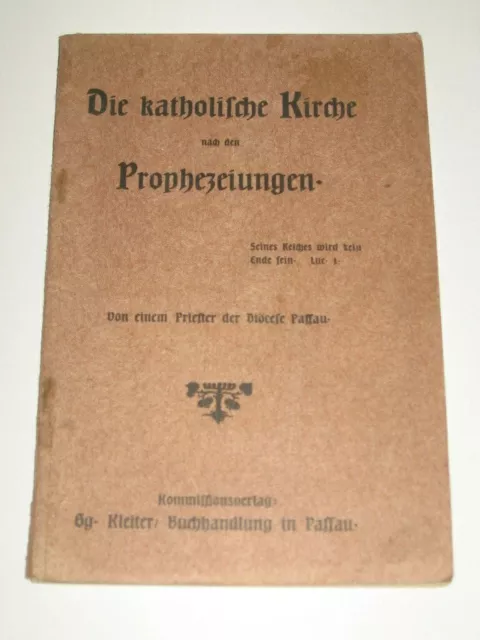 Die katholiſche Kirche
nach den
Prophezeiungen.
Seines Reiches wird kein
Ende ſein. Luc. 1.
Von einem Prieſter der Diöceſe Paſſau.
Kommiſſionsverlag:
Gg. Kleiter, Buchhandlung in Paſſau.